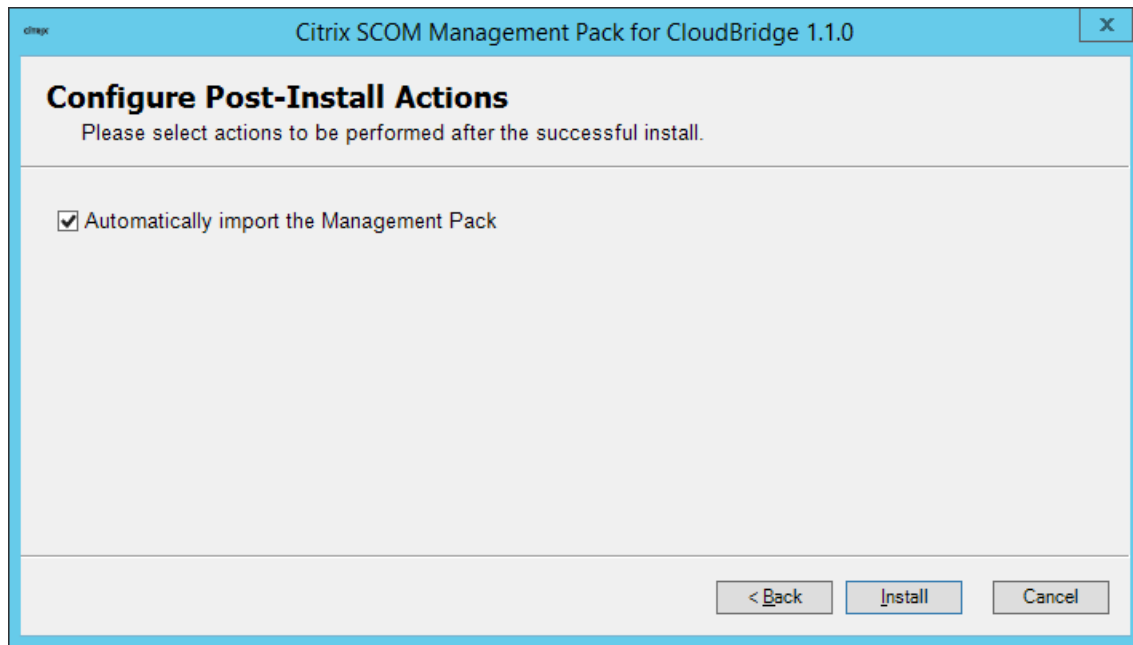 citrix
Citrix SCOM Management Pack for CloudBridge 1.1.0
x
Configure Post-Install Actions
Please select actions to be performed after the successful install.
Automatically import the Management Pack
< Back
Install
Cancel